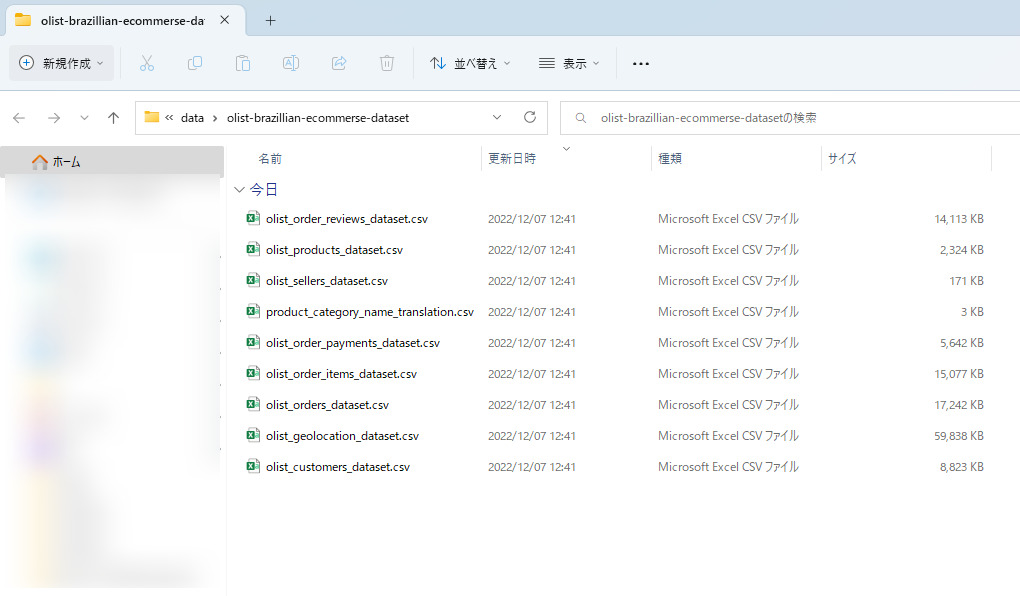 olist-brazillian-ecommerse-da
新規作成
並べ替え
表示
« data › olist-brazillian-ecommerse-dataset
olist-brazillian-ecommerse-datasetの検索
ホーム
名前 更新日時 種類 サイズ
今日
olist_order_reviews_dataset.csv 2022/12/07 12:41 Microsoft Excel CSV ファイル 14,113 KB
olist_products_dataset.csv 2022/12/07 12:41 Microsoft Excel CSV ファイル 2,324 KB
olist_sellers_dataset.csv 2022/12/07 12:41 Microsoft Excel CSV ファイル 171 KB
product_category_name_translation.csv 2022/12/07 12:41 Microsoft Excel CSV ファイル 3 KB
olist_order_payments_dataset.csv 2022/12/07 12:41 Microsoft Excel CSV ファイル 5,642 KB
olist_order_items_dataset.csv 2022/12/07 12:41 Microsoft Excel CSV ファイル 15,077 KB
olist_orders_dataset.csv 2022/12/07 12:41 Microsoft Excel CSV ファイル 17,242 KB
olist_geolocation_dataset.csv 2022/12/07 12:41 Microsoft Excel CSV ファイル 59,838 KB
olist_customers_dataset.csv 2022/12/07 12:41 Microsoft Excel CSV ファイル 8,823 KB